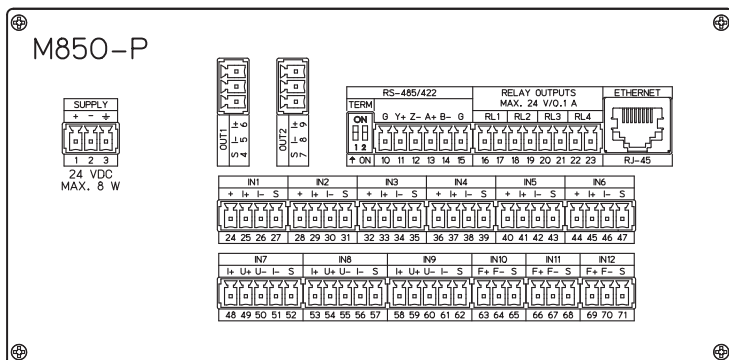 M850-P
SUPPLY
+ - ⏚
1 2 3
24 VDC
MAX. 8 W
OUT1
S I- I+
4 5 6
OUT2
S I- I+
7 8 9
RS-485/422
TERM
ON
1 2
↑ ON
G Y+ Z- A+ B- G
10 11 12 13 14 15
RELAY OUTPUTS
MAX. 24 V/0.1 A
RL1 RL2 RL3 RL4
16 17 18 19 20 21 22 23
ETHERNET
RJ-45
IN1 IN2 IN3 IN4 IN5 IN6
+ I+ I- S + I+ I- S + I+ I- S + I+ I- S + I+ I- S + I+ I- S
24 25 26 27 28 29 30 31 32 33 34 35 36 37 38 39 40 41 42 43 44 45 46 47
IN7 IN8 IN9 IN10 IN11 IN12
I+ U+ U- I- S I+ U+ U- I- S I+ U+ U- I- S F+ F- S F+ F- S F+ F- S
48 49 50 51 52 53 54 55 56 57 58 59 60 61 62 63 64 65 66 67 68 69 70 71